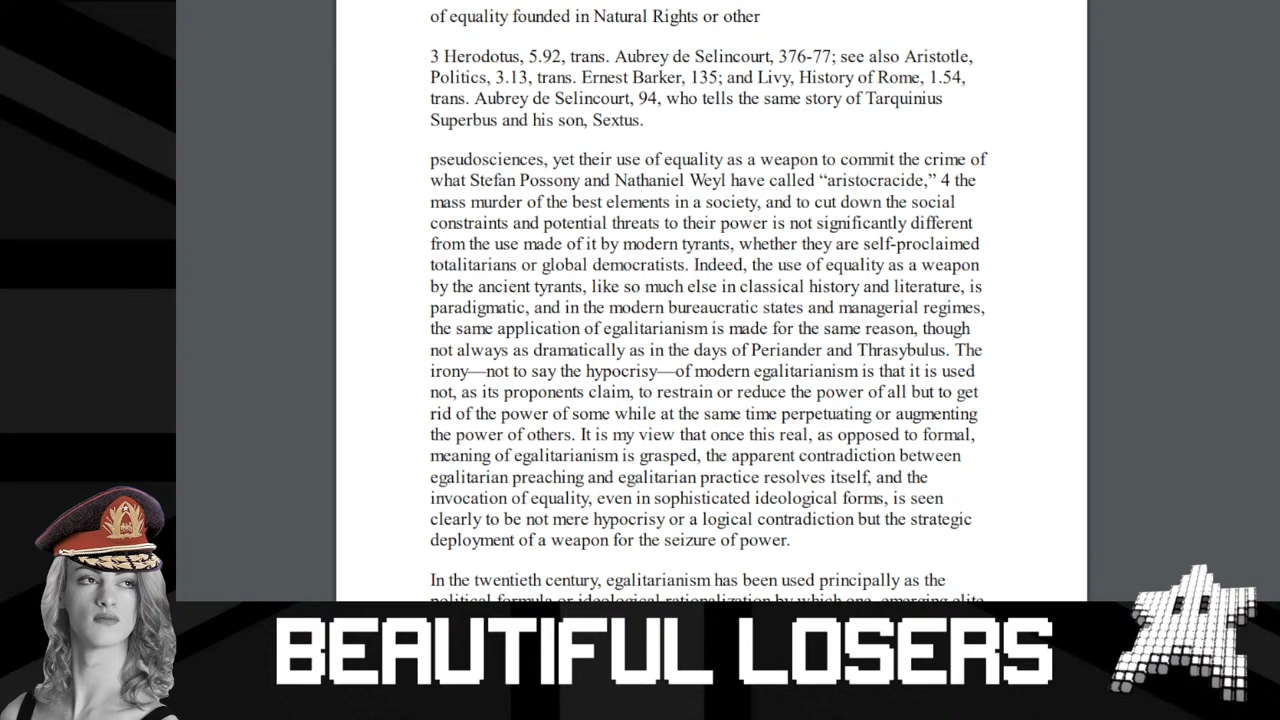 of equality founded in Natural Rights or other
3 Herodotus, 5.92, trans. Aubrey de Selincourt, 376-77; see also Aristotle,
Politics, 3.13, trans. Ernest Barker, 135; and Livy, History of Rome, 1.54,
trans. Aubrey de Selincourt, 94, who tells the same story of Tarquinius
Superbus and his son, Sextus.
pseudosciences, yet their use of equality as a weapon to commit the crime of
what Stefan Possony and Nathaniel Weyl have called “aristocracide,” 4 the
mass murder of the best elements in a society, and to cut down the social
constraints and potential threats to their power is not significantly different
from the use made of it by modern tyrants, whether they are self-proclaimed
totalitarians or global democratists. Indeed, the use of equality as a weapon
by the ancient tyrants, like so much else in classical history and literature, is
paradigmatic, and in the modern bureaucratic states and managerial regimes,
the same application of egalitarianism is made for the same reason, though
not always as dramatically as in the days of Periander and Thrasybulus. The
irony—not to say the hypocrisy—of modern egalitarianism is that it is used
not, as its proponents claim, to restrain or reduce the power of all but to get
rid of the power of some while at the same time perpetuating or augmenting
the power of others. It is my view that once this real, as opposed to formal,
meaning of egalitarianism is grasped, the apparent contradiction between
egalitarian preaching and egalitarian practice resolves itself, and the
invocation of equality, even in sophisticated ideological forms, is seen
clearly to be not mere hypocrisy or a logical contradiction but the strategic
deployment of a weapon for the seizure of power.
In the twentieth century, egalitarianism has been used principally as the
political formula or ideological rationalization by which one, emerging elite
BEAUTIFUL LOSERS